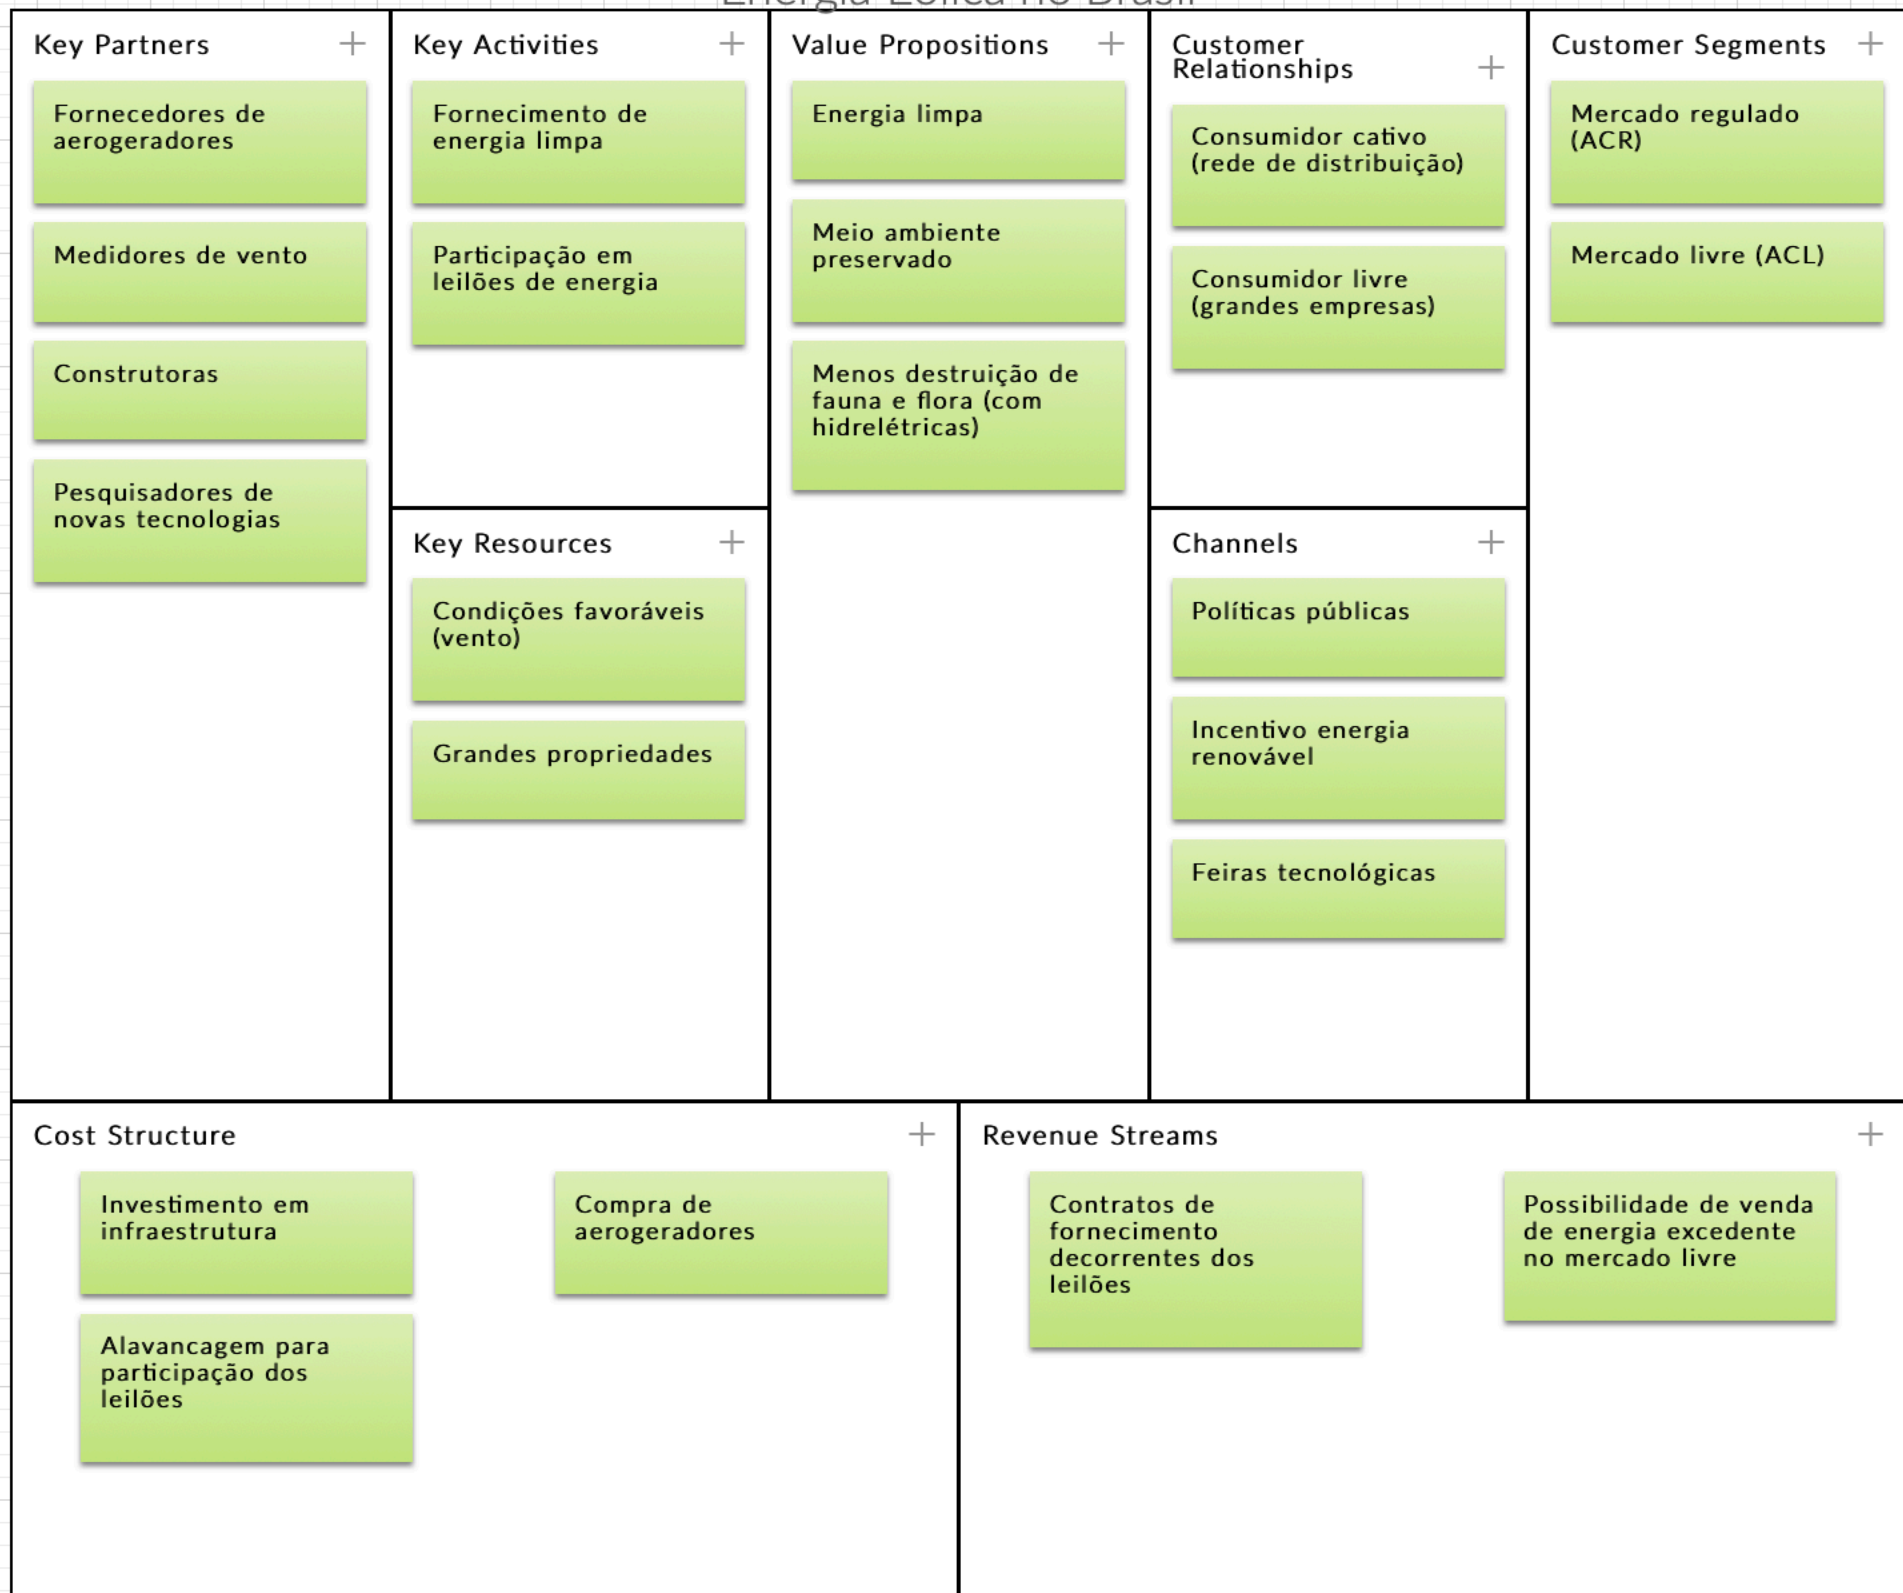 Energia Eólica no Brasil
Key Partners
Fornecedores de
aerogeradores
Medidores de vento
Construtoras
Pesquisadores de
novas tecnologias
Key Activities
Fornecimento de
energia limpa
Participação em
leilões de energia
Key Resources
Condições favoráveis
(vento)
Grandes propriedades
Value Propositions
Energia limpa
Meio ambiente
preservado
Menos destruição de
fauna e flora (com
hidrelétricas)
Customer
Relationships
Consumidor cativo
(rede de distribuição)
Consumidor livre
(grandes empresas)
Channels
Políticas públicas
Incentivo energia
renovável
Feiras tecnológicas
Customer Segments
Mercado regulado
(ACR)
Mercado livre (ACL)
Cost Structure
Investimento em
infraestrutura
Alavancagem para
participação dos
leilões
Compra de
aerogeradores
Revenue Streams
Contratos de
fornecimento
decorrentes dos
leilões
Possibilidade de venda
de energia excedente
no mercado livre